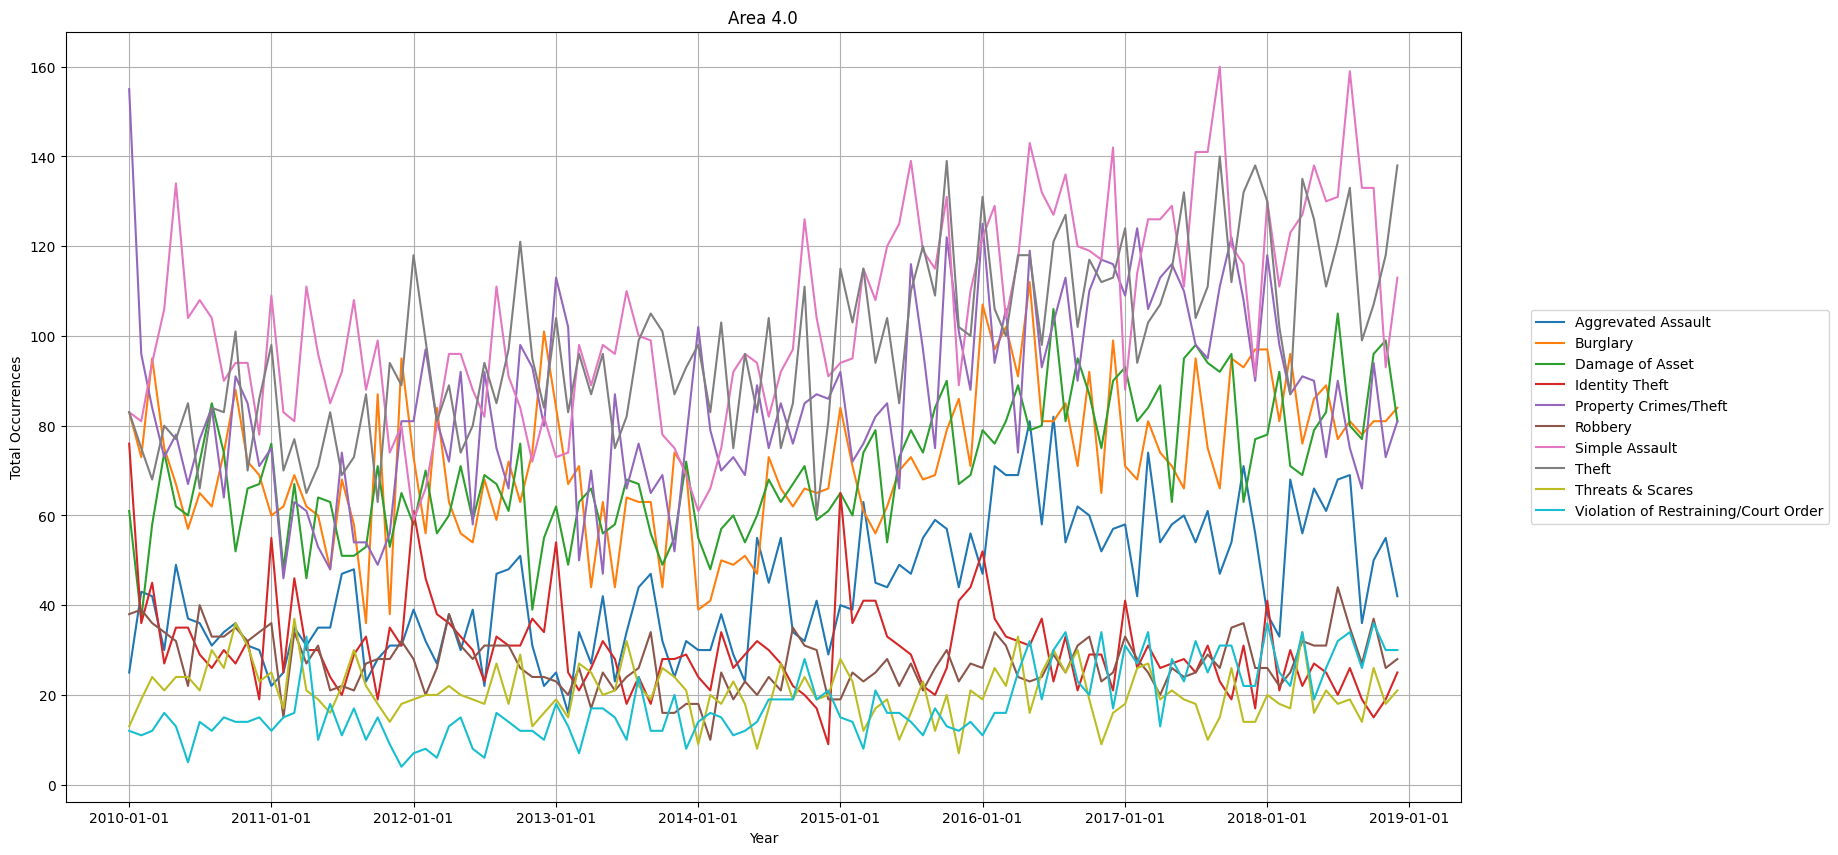 Area 4.0
Total Occurrences
160
140
120
100
80
60
40
20
0
2010-01-01
2011-01-01
2012-01-01
2013-01-01
2014-01-01
2015-01-01
2016-01-01
2017-01-01
2018-01-01
2019-01-01
Year
Aggrevated Assault
Burglary
Damage of Asset
Identity Theft
Property Crimes/Theft
Robbery
Simple Assault
Theft
Threats & Scares
Violation of Restraining/Court Order